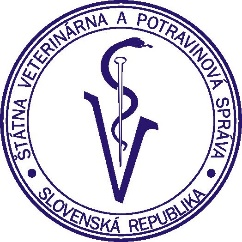 ŠTÁTNA VETERINÁRNA A POTRAVINOVÁ SPRÁVA
SLOVENSKÁ REPUBLIKA
V